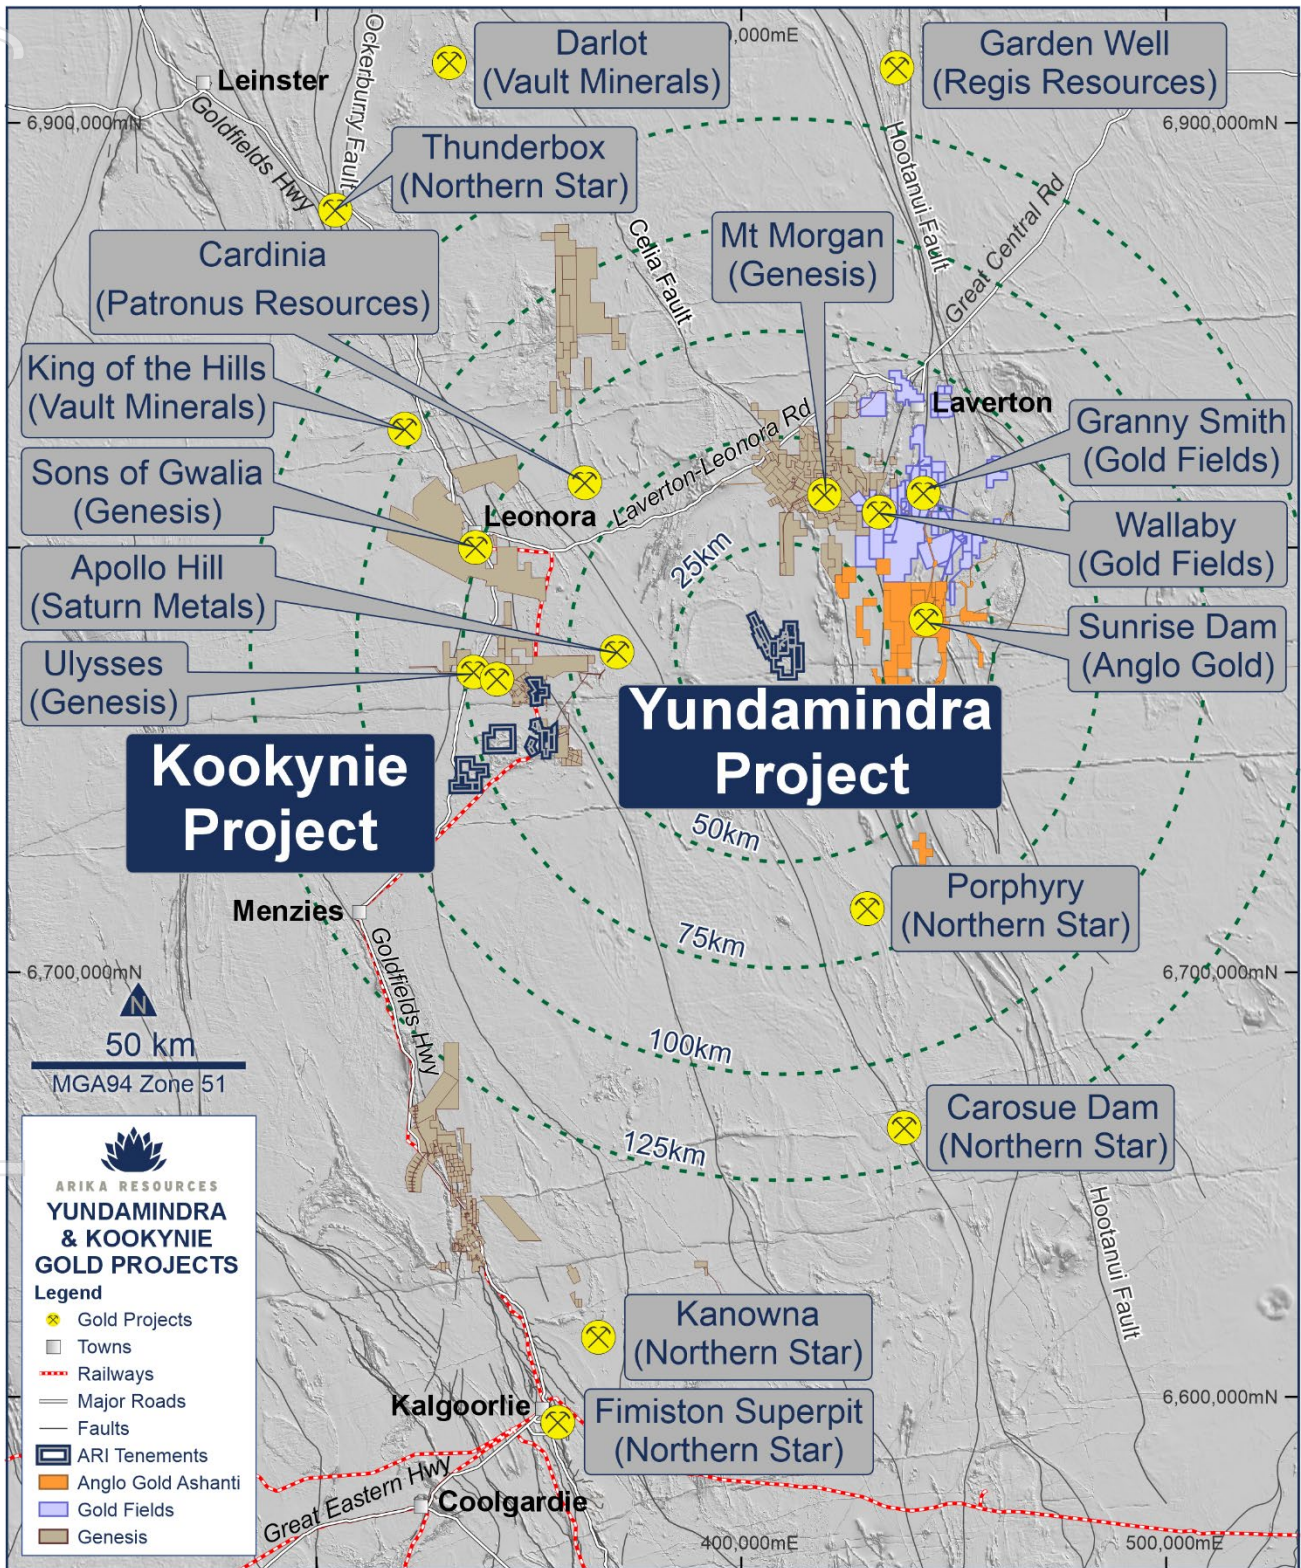 Darlot
(Vault Minerals)
,000mE
Garden Well
(Regis Resources)
Leinster
Ockerburry Fault
Goldfields Hwy
6,900,000mN
6,900,000mN
Thunderbox
(Northern Star)
Hootanui Fault
Great Central Rd
Cardinia
(Patronus Resources)
Celia Fault
Mt Morgan
(Genesis)
King of the Hills
(Vault Minerals)
Laverton
Laverton-Leonora Rd
Granny Smith
(Gold Fields)
Sons of Gwalia
(Genesis)
Leonora
Wallaby
(Gold Fields)
Apollo Hill
(Saturn Metals)
25km
Sunrise Dam
(Anglo Gold)
Ulysses
(Genesis)
Yundamindra
Project
Kookynie
Project
50km
Porphyry
(Northern Star)
Menzies
Goldfields Hwy
75km
6,700,000mN
6,700,000mN
N
50 km
MGA94 Zone 51
100km
Carosue Dam
(Northern Star)
125km
Hootanui Fault
ARIKA RESOURCES
YUNDAMINDRA
& KOOKYNIE
GOLD PROJECTS
Legend
Gold Projects
Towns
Railways
Major Roads
Faults
ARI Tenements
Anglo Gold Ashanti
Gold Fields
Genesis
Kanowna
(Northern Star)
6,600,000mN
Kalgoorlie
Fimiston Superpit
(Northern Star)
Great Eastern Hwy
Coolgardie
400,000mE
500,000mE